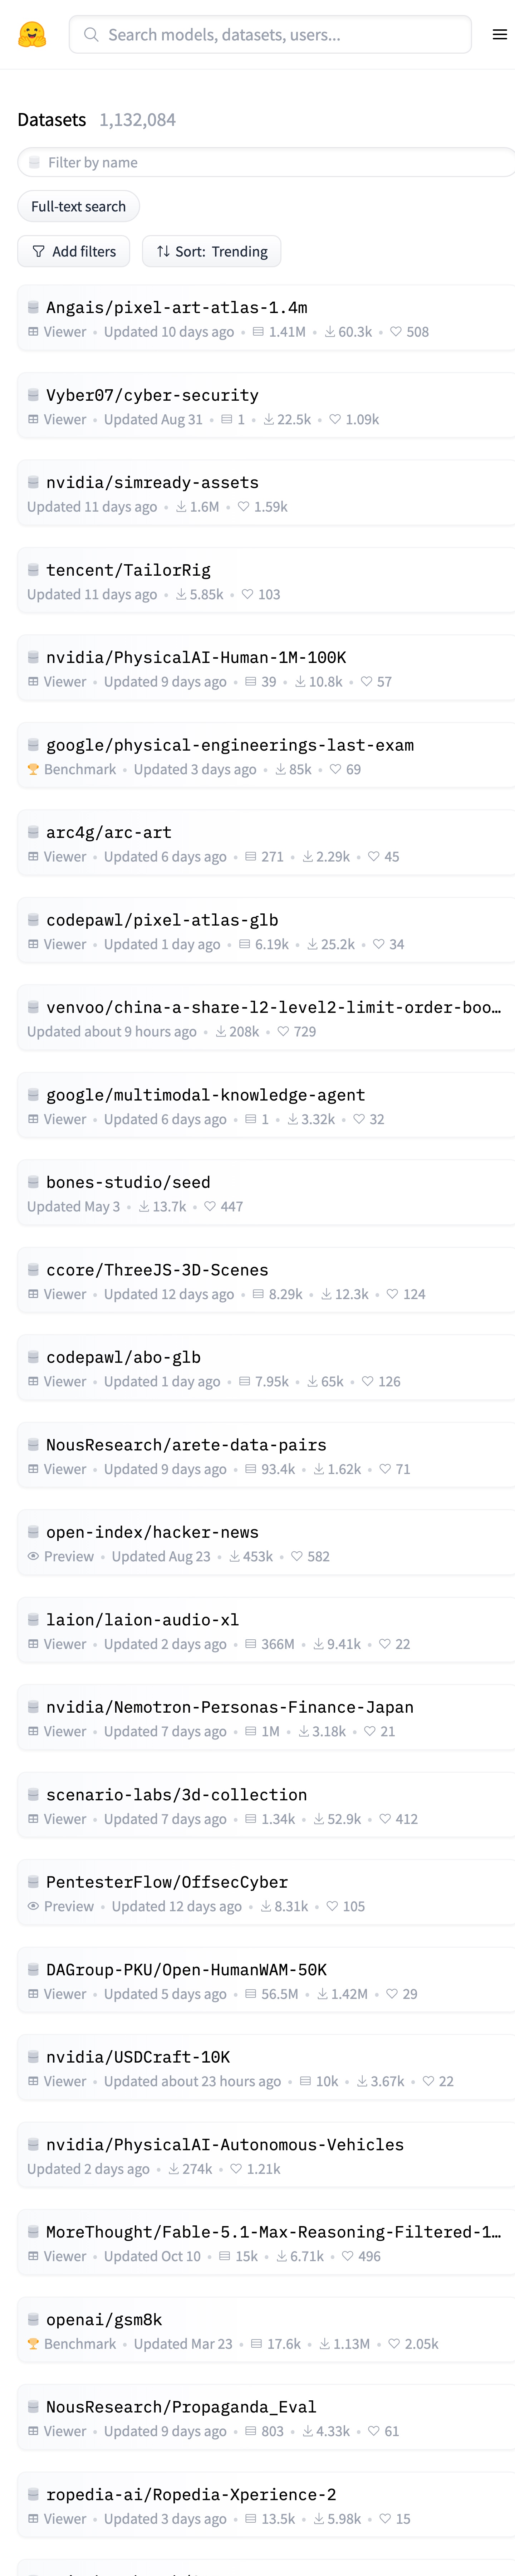 Search models, datasets, users...
Datasets 1,132,084
Filter by name
Full-text search
Add filters Sort: Trending
Angais/pixel-art-atlas-1.4m
Viewer • Updated 10 days ago • 1.41M • 60.3k • 508
Vyber07/cyber-security
Viewer • Updated Aug 31 • 1 • 22.5k • 1.09k
nvidia/simready-assets
Updated 11 days ago • 1.6M • 1.59k
tencent/TailorRig
Updated 11 days ago • 5.85k • 103
nvidia/PhysicalAI-Human-1M-100K
Viewer • Updated 9 days ago • 39 • 10.8k • 57
google/physical-engineerings-last-exam
Benchmark • Updated 3 days ago • 85k • 69
arc4g/arc-art
Viewer • Updated 6 days ago • 271 • 2.29k • 45
codepawl/pixel-atlas-glb
Viewer • Updated 1 day ago • 6.19k • 25.2k • 34
venvoo/china-a-share-l2-level2-limit-order-boo…
Updated about 9 hours ago • 208k • 729
google/multimodal-knowledge-agent
Viewer • Updated 6 days ago • 1 • 3.32k • 32
bones-studio/seed
Updated May 3 • 13.7k • 447
ccore/ThreeJS-3D-Scenes
Viewer • Updated 12 days ago • 8.29k • 12.3k • 124
codepawl/abo-glb
Viewer • Updated 1 day ago • 7.95k • 65k • 126
NousResearch/arete-data-pairs
Viewer • Updated 9 days ago • 93.4k • 1.62k • 71
open-index/hacker-news
Preview • Updated Aug 23 • 453k • 582
laion/laion-audio-xl
Viewer • Updated 2 days ago • 366M • 9.41k • 22
nvidia/Nemotron-Personas-Finance-Japan
Viewer • Updated 7 days ago • 1M • 3.18k • 21
scenario-labs/3d-collection
Viewer • Updated 7 days ago • 1.34k • 52.9k • 412
PentesterFlow/OffsecCyber
Preview • Updated 12 days ago • 8.31k • 105
DAGroup-PKU/Open-HumanWAM-50K
Viewer • Updated 5 days ago • 56.5M • 1.42M • 29
nvidia/USDCraft-10K
Viewer • Updated about 23 hours ago • 10k • 3.67k • 22
nvidia/PhysicalAI-Autonomous-Vehicles
Updated 2 days ago • 274k • 1.21k
MoreThought/Fable-5.1-Max-Reasoning-Filtered-1…
Viewer • Updated Oct 10 • 15k • 6.71k • 496
openai/gsm8k
Benchmark • Updated Mar 23 • 17.6k • 1.13M • 2.05k
NousResearch/Propaganda_Eval
Viewer • Updated 9 days ago • 803 • 4.33k • 61
ropedia-ai/Ropedia-Xperience-2
Viewer • Updated 3 days ago • 13.5k • 5.98k • 15